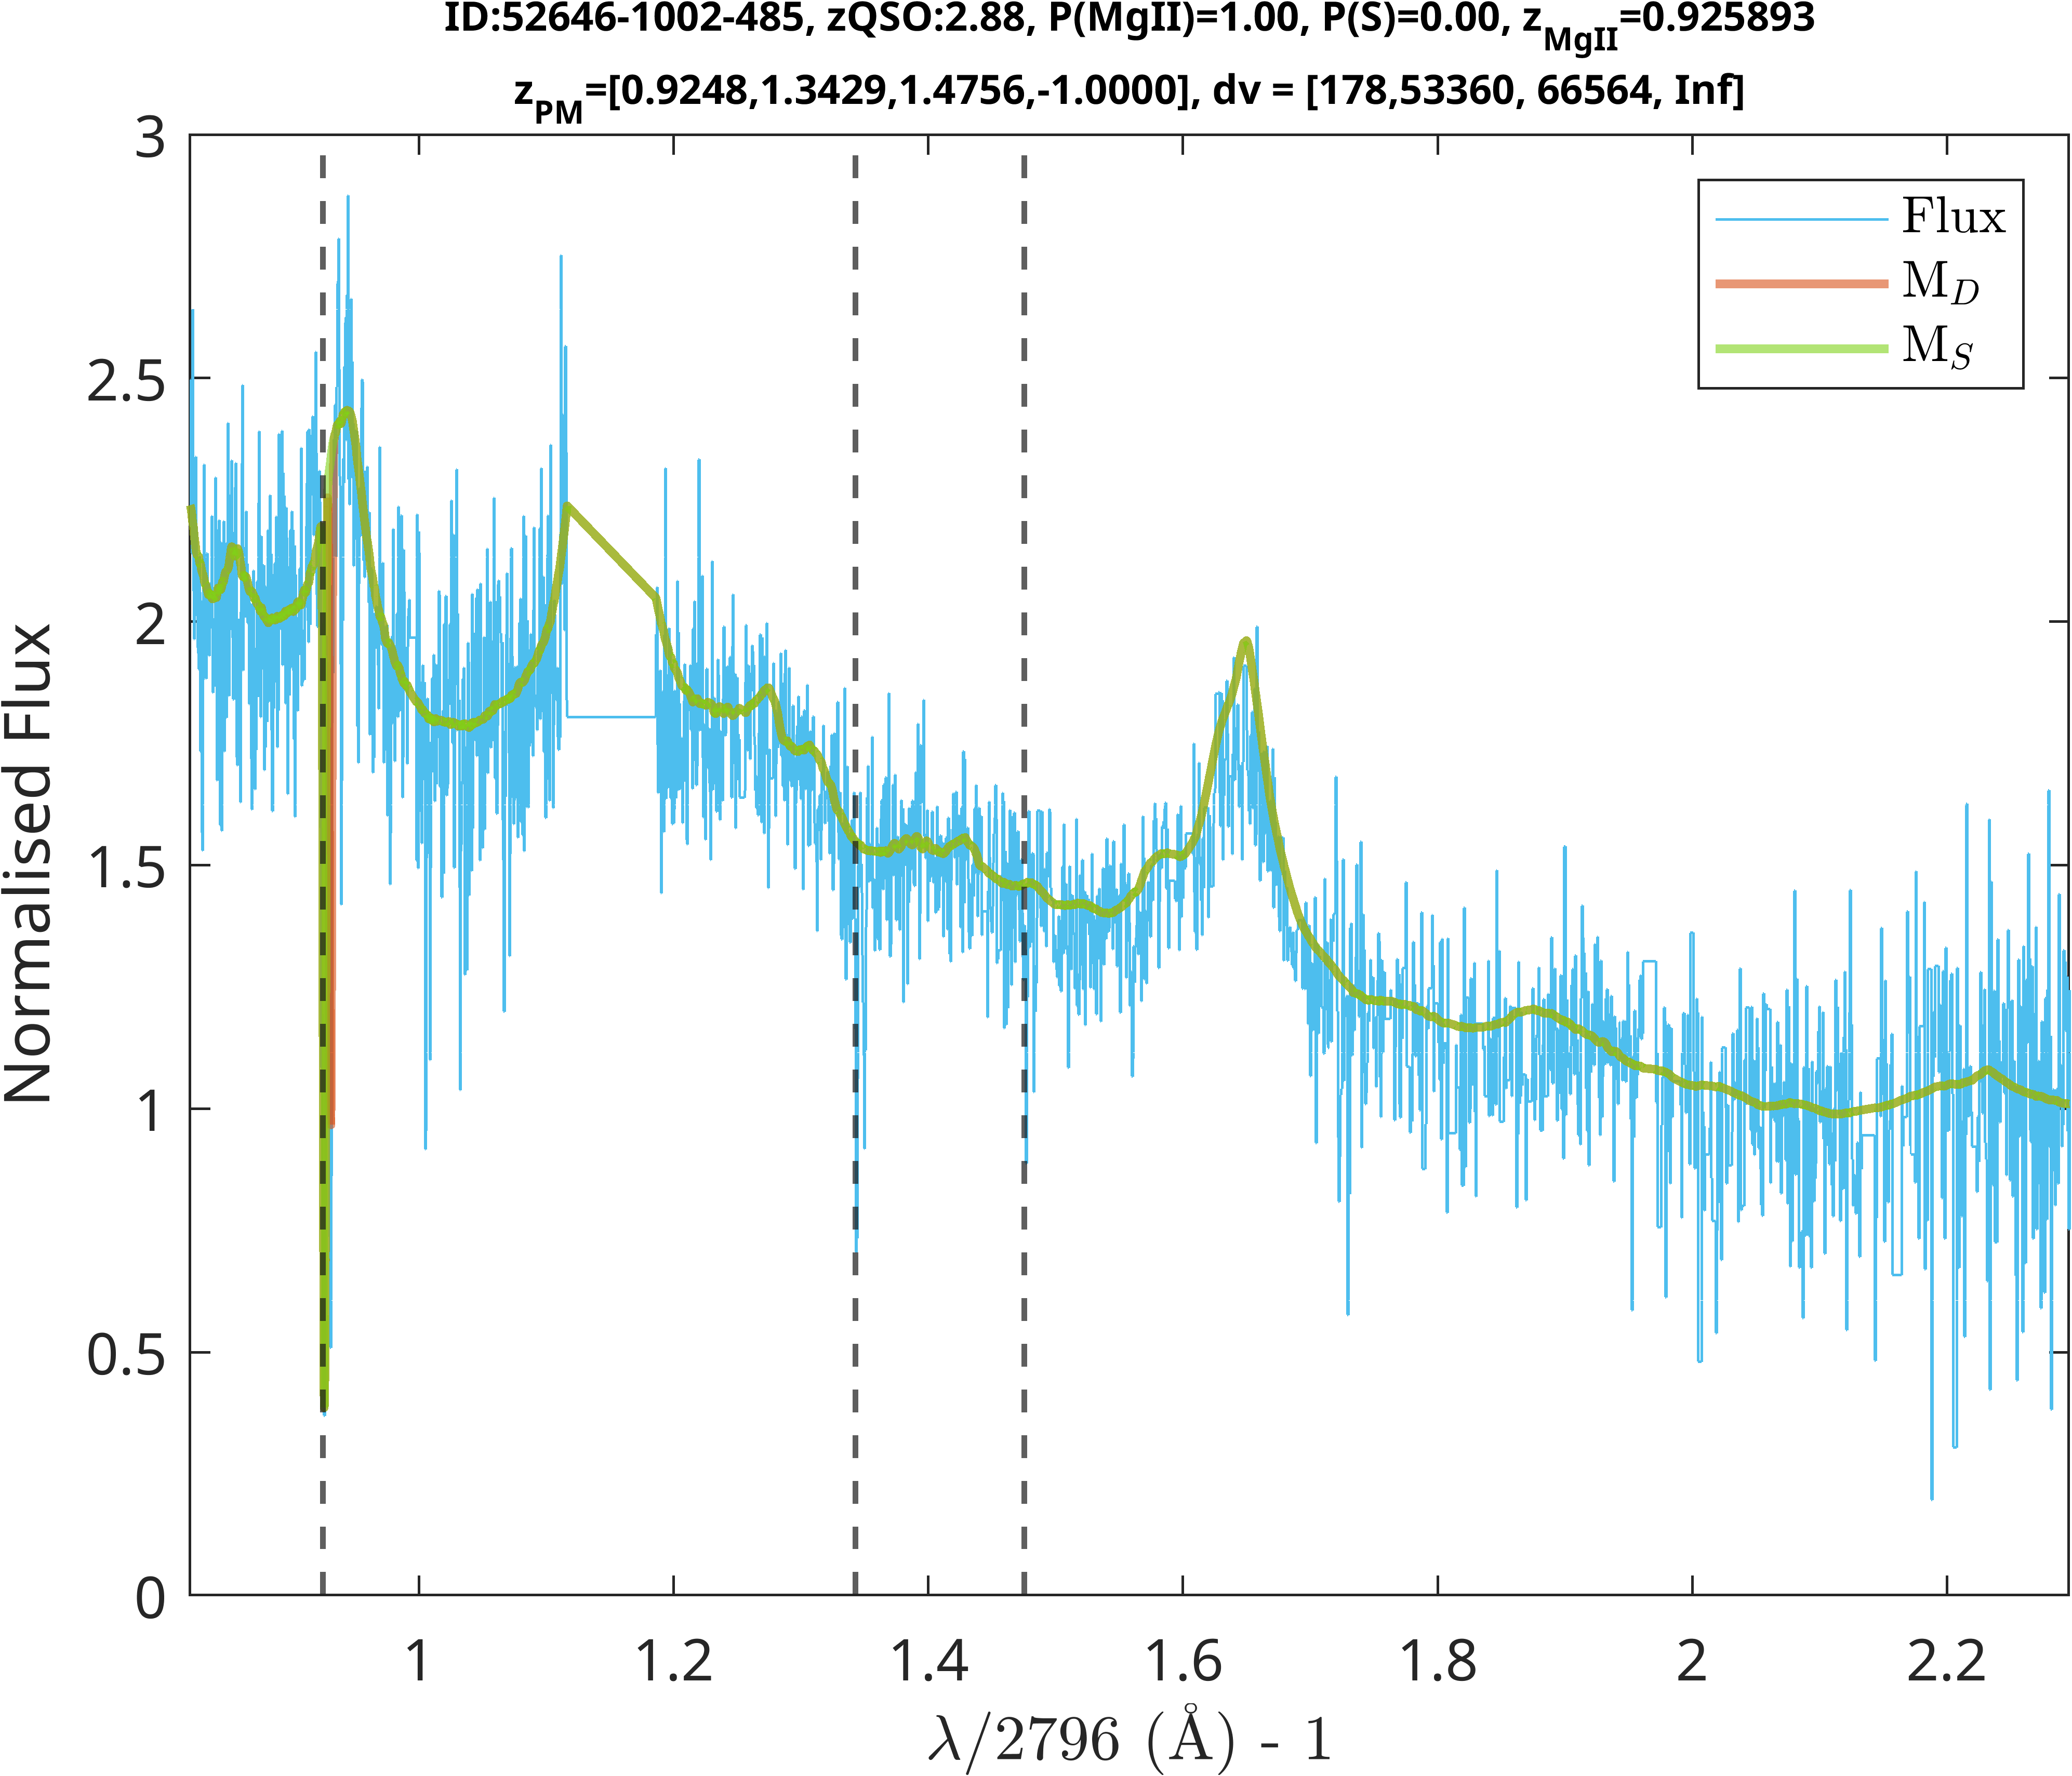 ID:52646-1002-485, zQSO:2.88, P(MgII)=1.00, P(S)=0.00, zMgII=0.925893
zPM=[0.9248,1.3429,1.4756,-1.0000], dv = [178,53360, 66564, Inf]
3
2.5
2
1.5
1
0.5
0
Normalised Flux
Flux
MD
MS
1
1.2
1.4
1.6
1.8
2
2.2
λ/2796 (Å) - 1